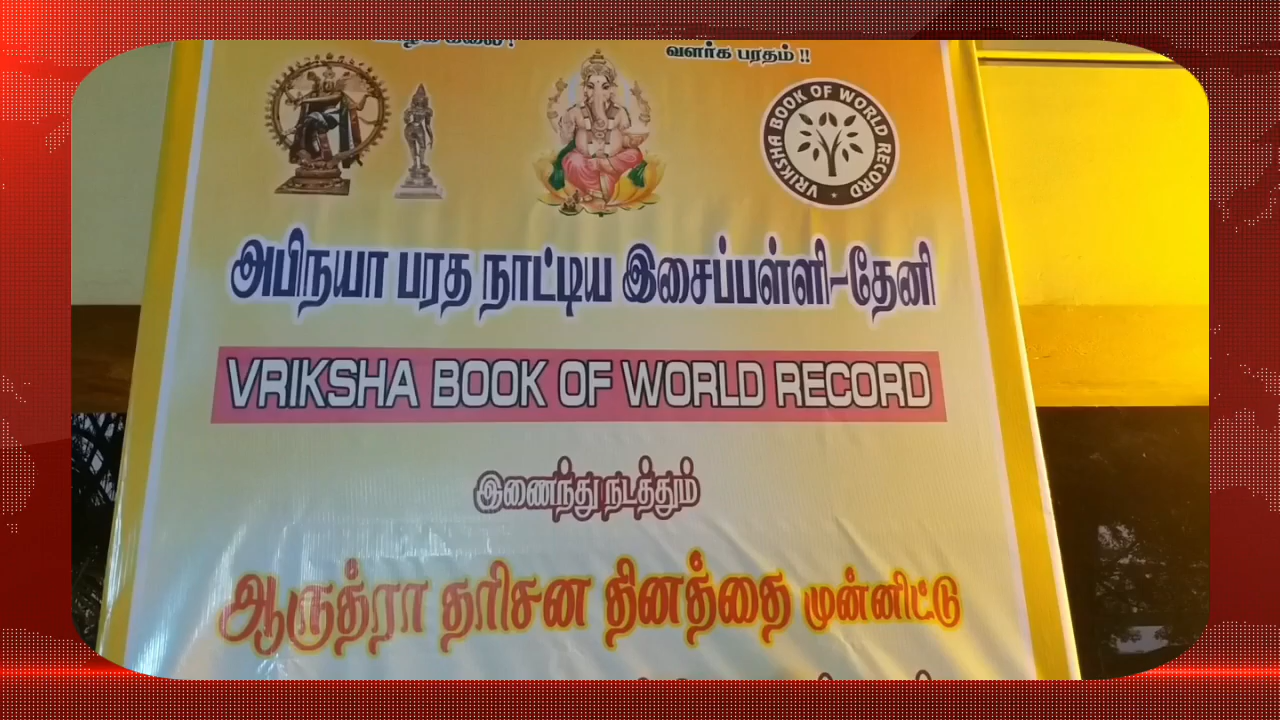 வளர்க பரதம் !!
VRIKSHA BOOK OF WORLD RECORD
அபிநயா பரத நாட்டிய இசைப்பள்ளி-தேனி
VRIKSHA BOOK OF WORLD RECORD
இணைந்து நடத்தும்
ஆருத்ரா தரிசன தினத்தை முன்னிட்டு